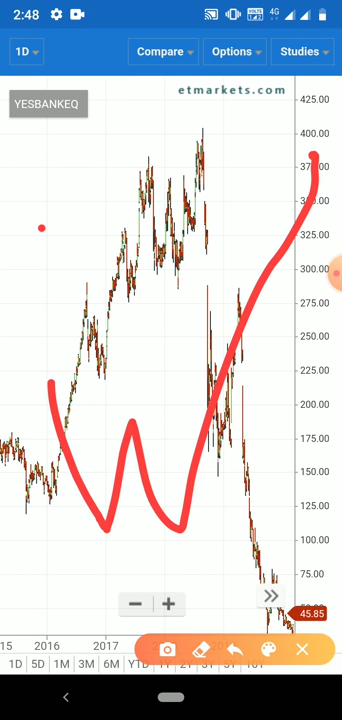 2:48
4G
1D Compare Options Studies
etmarkets.com
YESBANKEQ
425.00
400.00
325.00
300.00
275.00
250.00
225.00
200.00
175.00
150.00
125.00
100.00
75.00
45.85
15 2016 2017
1D 5D 1M 3M 6M YTD 1Y